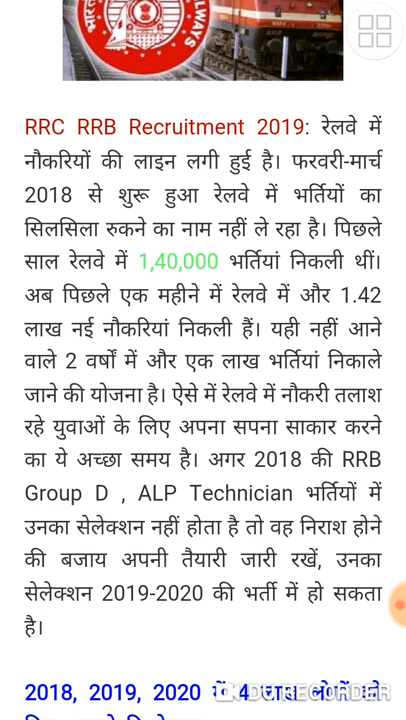 RRC RRB Recruitment 2019: रेलवे में
नौकरियों की लाइन लगी हुई है। फरवरी-मार्च
2018 से शुरू हुआ रेलवे में भर्तियों का
सिलसिला रुकने का नाम नहीं ले रहा है। पिछले
साल रेलवे में 1,40,000 भर्तियां निकली थीं।
अब पिछले एक महीने में रेलवे में और 1.42
लाख नई नौकरियां निकली हैं। यही नहीं आने
वाले 2 वर्षों में और एक लाख भर्तियां निकाले
जाने की योजना है। ऐसे में रेलवे में नौकरी तलाश
रहे युवाओं के लिए अपना सपना साकार करने
का ये अच्छा समय है। अगर 2018 की RRB
Group D , ALP Technician भर्तियों में
उनका सेलेक्शन नहीं होता है तो वह निराश होने
की बजाय अपनी तैयारी जारी रखें, उनका
सेलेक्शन 2019-2020 की भर्ती में हो सकता
है।
2018, 2019, 2020 में 4 लाख लोगों को
DU RECORDER